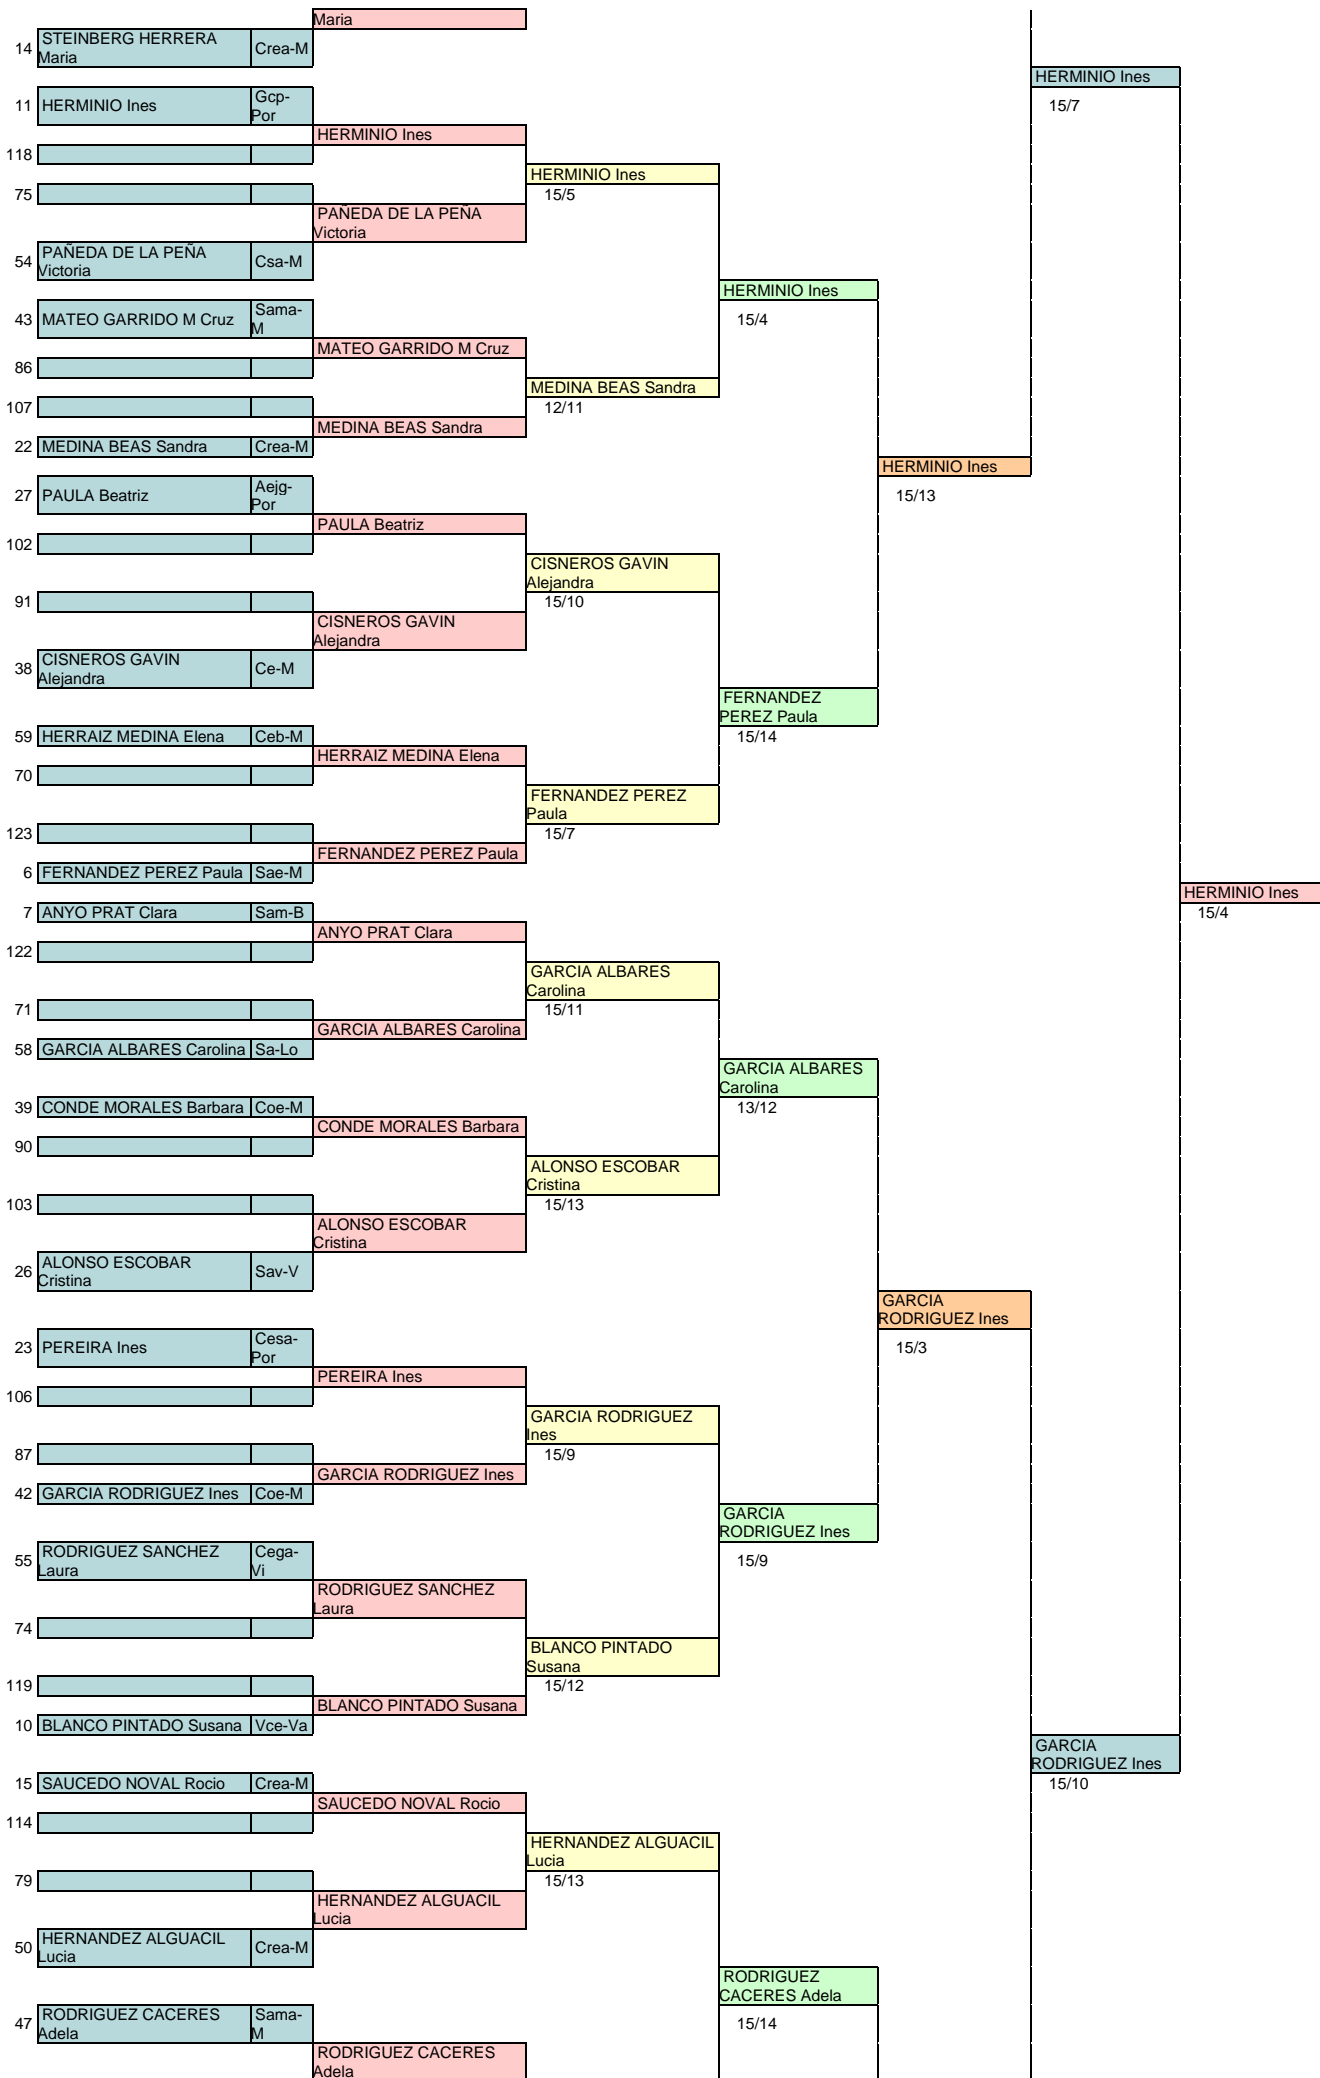 Maria
14 STEINBERG HERRERA Maria Crea-M
HERMINIO Ines
15/7
11 HERMINIO Ines Gcp-Por
HERMINIO Ines
118
HERMINIO Ines
15/5
75
PAÑEDA DE LA PEÑA Victoria
54 PAÑEDA DE LA PEÑA Victoria Csa-M
HERMINIO Ines
15/4
43 MATEO GARRIDO M Cruz Sama-M
MATEO GARRIDO M Cruz
86
MEDINA BEAS Sandra
12/11
107
MEDINA BEAS Sandra
22 MEDINA BEAS Sandra Crea-M
HERMINIO Ines
15/13
27 PAULA Beatriz Aejg-Por
PAULA Beatriz
102
CISNEROS GAVIN Alejandra
15/10
91
CISNEROS GAVIN Alejandra
38 CISNEROS GAVIN Alejandra Ce-M
FERNANDEZ PEREZ Paula
15/14
59 HERRAIZ MEDINA Elena Ceb-M
HERRAIZ MEDINA Elena
70
FERNANDEZ PEREZ Paula
15/7
123
FERNANDEZ PEREZ Paula
6 FERNANDEZ PEREZ Paula Sae-M
HERMINIO Ines
15/4
7 ANYO PRAT Clara Sam-B
ANYO PRAT Clara
122
GARCIA ALBARES Carolina
15/11
71
GARCIA ALBARES Carolina
58 GARCIA ALBARES Carolina Sa-Lo
GARCIA ALBARES Carolina
13/12
39 CONDE MORALES Barbara Coe-M
CONDE MORALES Barbara
90
ALONSO ESCOBAR Cristina
15/13
103
ALONSO ESCOBAR Cristina
26 ALONSO ESCOBAR Cristina Sav-V
GARCIA RODRIGUEZ Ines
15/3
23 PEREIRA Ines Cesa-Por
PEREIRA Ines
106
GARCIA RODRIGUEZ Ines
15/9
87
GARCIA RODRIGUEZ Ines
42 GARCIA RODRIGUEZ Ines Coe-M
GARCIA RODRIGUEZ Ines
15/9
55 RODRIGUEZ SANCHEZ Laura Cega-Vi
RODRIGUEZ SANCHEZ Laura
74
BLANCO PINTADO Susana
15/12
119
BLANCO PINTADO Susana
10 BLANCO PINTADO Susana Vce-Va
GARCIA RODRIGUEZ Ines
15/10
15 SAUCEDO NOVAL Rocio Crea-M
SAUCEDO NOVAL Rocio
114
HERNANDEZ ALGUACIL Lucia
15/13
79
HERNANDEZ ALGUACIL Lucia
50 HERNANDEZ ALGUACIL Lucia Crea-M
RODRIGUEZ CACERES Adela
15/14
47 RODRIGUEZ CACERES Adela Sama-M
RODRIGUEZ CACERES Adela